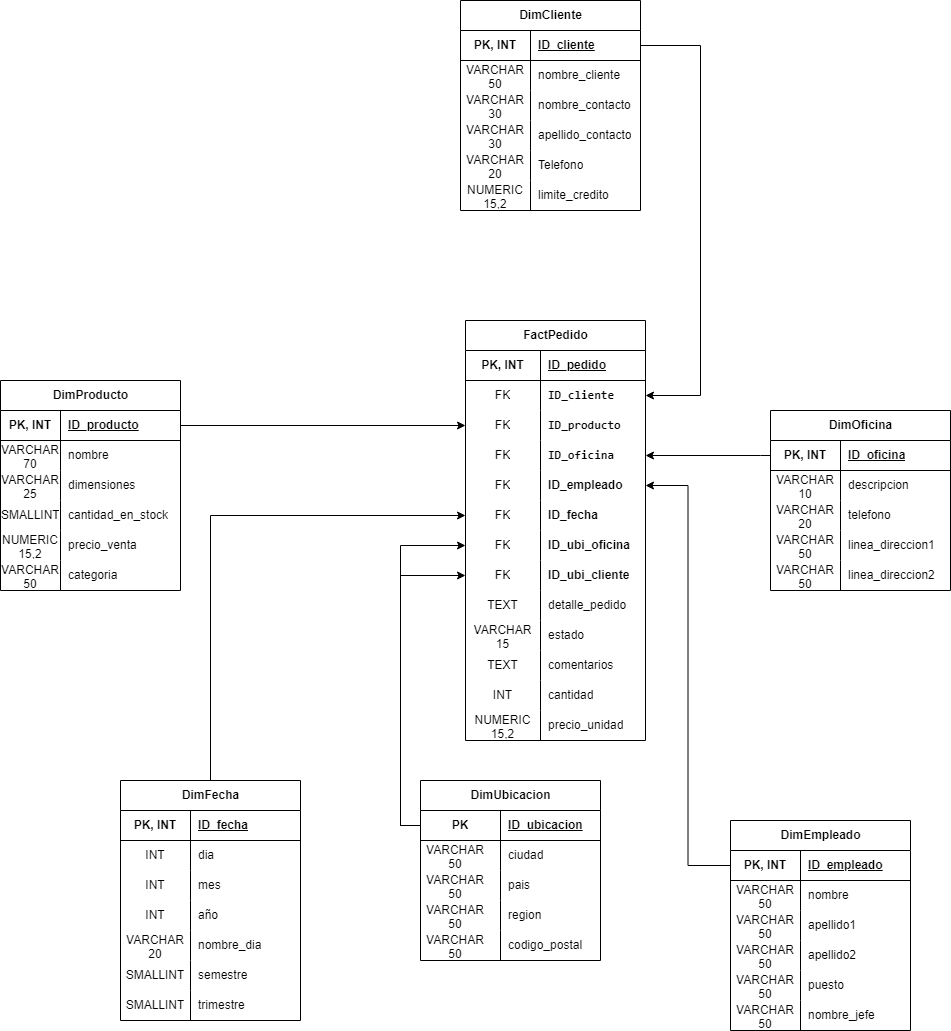 DimCliente
PK, INT ID_cliente
VARCHAR 50 nombre_cliente
VARCHAR 30 nombre_contacto
VARCHAR 30 apellido_contacto
VARCHAR 20 Telefono
NUMERIC 15,2 limite_credito
FactPedido
PK, INT ID_pedido
FK ID_cliente
FK ID_producto
FK ID_oficina
FK ID_empleado
FK ID_fecha
FK ID_ubi_oficina
FK ID_ubi_cliente
TEXT detalle_pedido
VARCHAR 15 estado
TEXT comentarios
INT cantidad
NUMERIC 15,2 precio_unidad
DimProducto
PK, INT ID_producto
VARCHAR 70 nombre
VARCHAR 25 dimensiones
SMALLINT cantidad_en_stock
NUMERIC 15,2 precio_venta
VARCHAR 50 categoria
DimOficina
PK, INT ID_oficina
VARCHAR 10 descripcion
VARCHAR 20 telefono
VARCHAR 50 linea_direccion1
VARCHAR 50 linea_direccion2
DimFecha
PK, INT ID_fecha
INT dia
INT mes
INT año
VARCHAR 20 nombre_dia
SMALLINT semestre
SMALLINT trimestre
DimUbicacion
PK ID_ubicacion
VARCHAR 50 ciudad
VARCHAR 50 pais
VARCHAR 50 region
VARCHAR 50 codigo_postal
DimEmpleado
PK, INT ID_empleado
VARCHAR 50 nombre
VARCHAR 50 apellido1
VARCHAR 50 apellido2
VARCHAR 50 puesto
VARCHAR 50 nombre_jefe